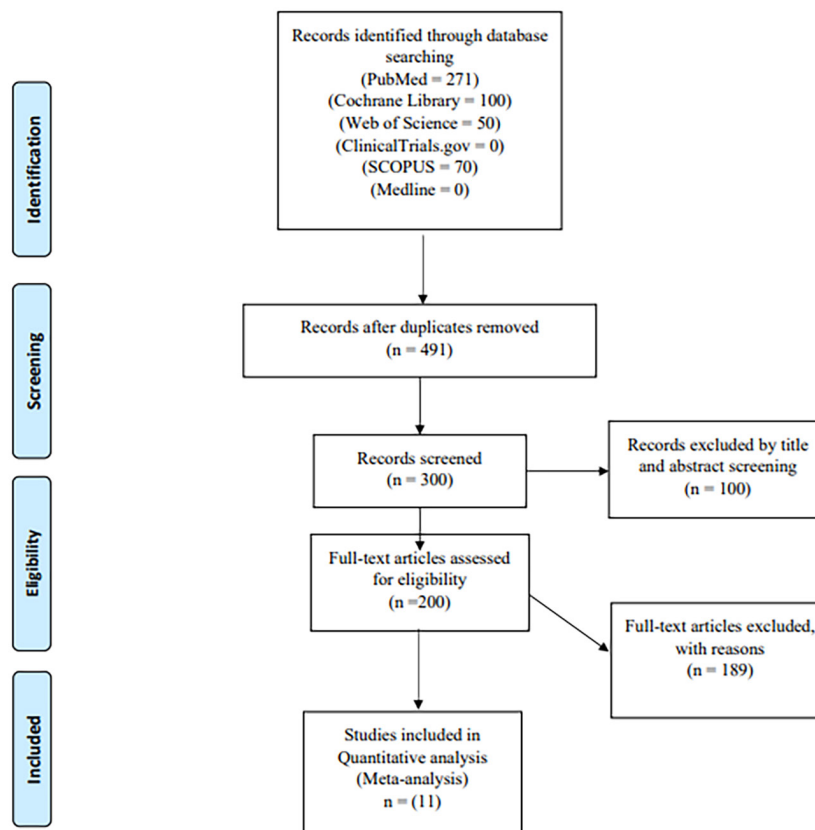 Identification
Records identified through database
searching
(PubMed = 271)
(Cochrane Library = 100)
(Web of Science = 50)
(ClinicalTrials.gov = 0)
(SCOPUS = 70)
(Medline = 0)
Screening
Records after duplicates removed
(n = 491)
Records screened
(n = 300)
Records excluded by title
and abstract screening
(n = 100)
Eligibility
Full-text articles assessed
for eligibility
(n =200)
Full-text articles excluded,
with reasons
(n = 189)
Included
Studies included in
Quantitative analysis
(Meta-analysis)
n = (11)